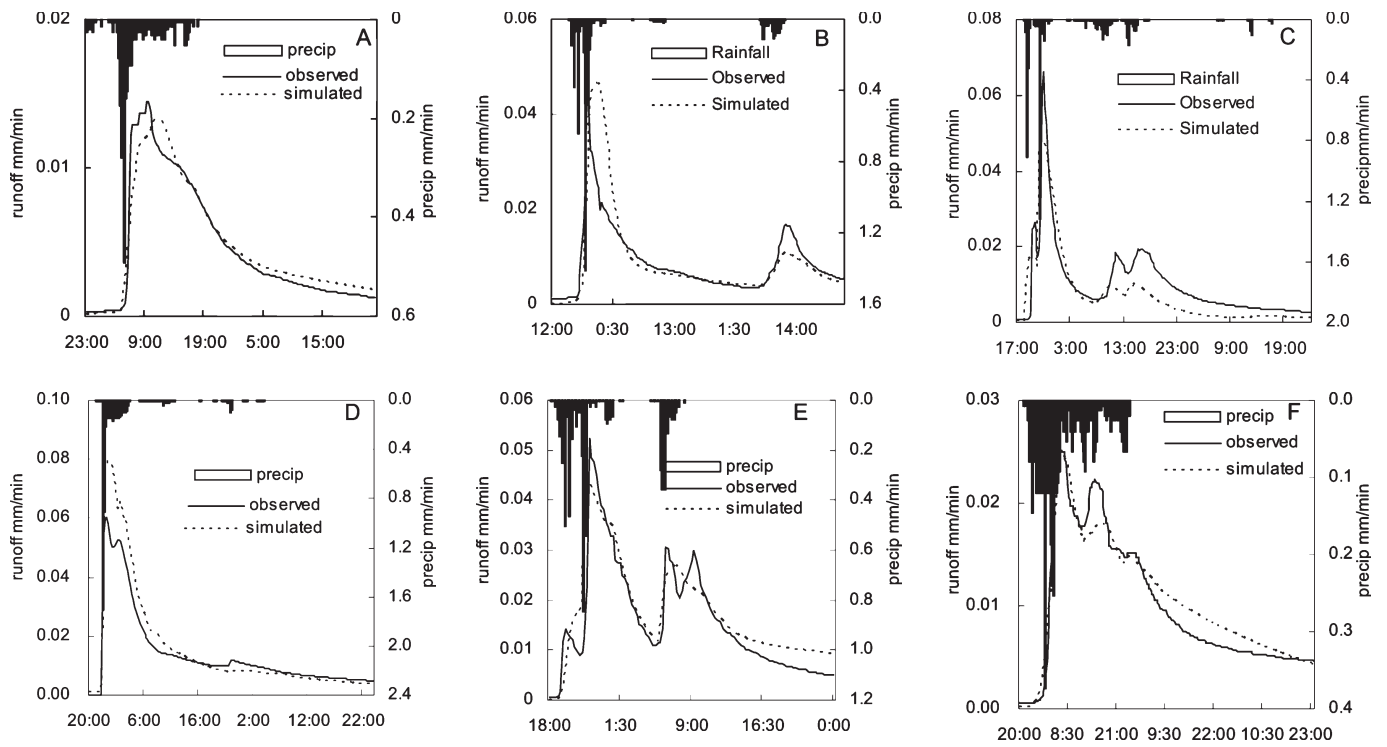 A
precip
observed
simulated
runoff mm/min
0.02
0.01
0
precip mm/min
0
0.2
0.4
0.6
23:00 9:00 19:00 5:00 15:00
B
Rainfall
Observed
Simulated
runoff mm/min
0.06
0.04
0.02
0
precip mm/min
0.0
0.4
0.8
1.2
1.6
12:00 0:30 13:00 1:30 14:00
C
Rainfall
Observed
Simulated
runoff mm/min
0.08
0.06
0.04
0.02
0
precipmm/min
0.0
0.4
0.8
1.2
1.6
2.0
17:00 3:00 13:00 23:00 9:00 19:00
D
precip
observed
simulated
runoff mm/min
0.10
0.08
0.06
0.04
0.02
0.00
precip mm/min
0.0
0.4
0.8
1.2
1.6
2.0
2.4
20:00 6:00 16:00 2:00 12:00 22:00
E
precip
observed
simulated
runoff mm/min
0.06
0.05
0.04
0.03
0.02
0.01
0
precip mm/min
0.0
0.2
0.4
0.6
0.8
1.0
1.2
18:00 1:30 9:00 16:30 0:00
F
precip
observed
simulated
runoff mm/min
0.03
0.02
0.01
0.00
precip mm/min
0.0
0.1
0.2
0.3
0.4
20:00 8:30 21:00 9:30 22:00 10:30 23:00